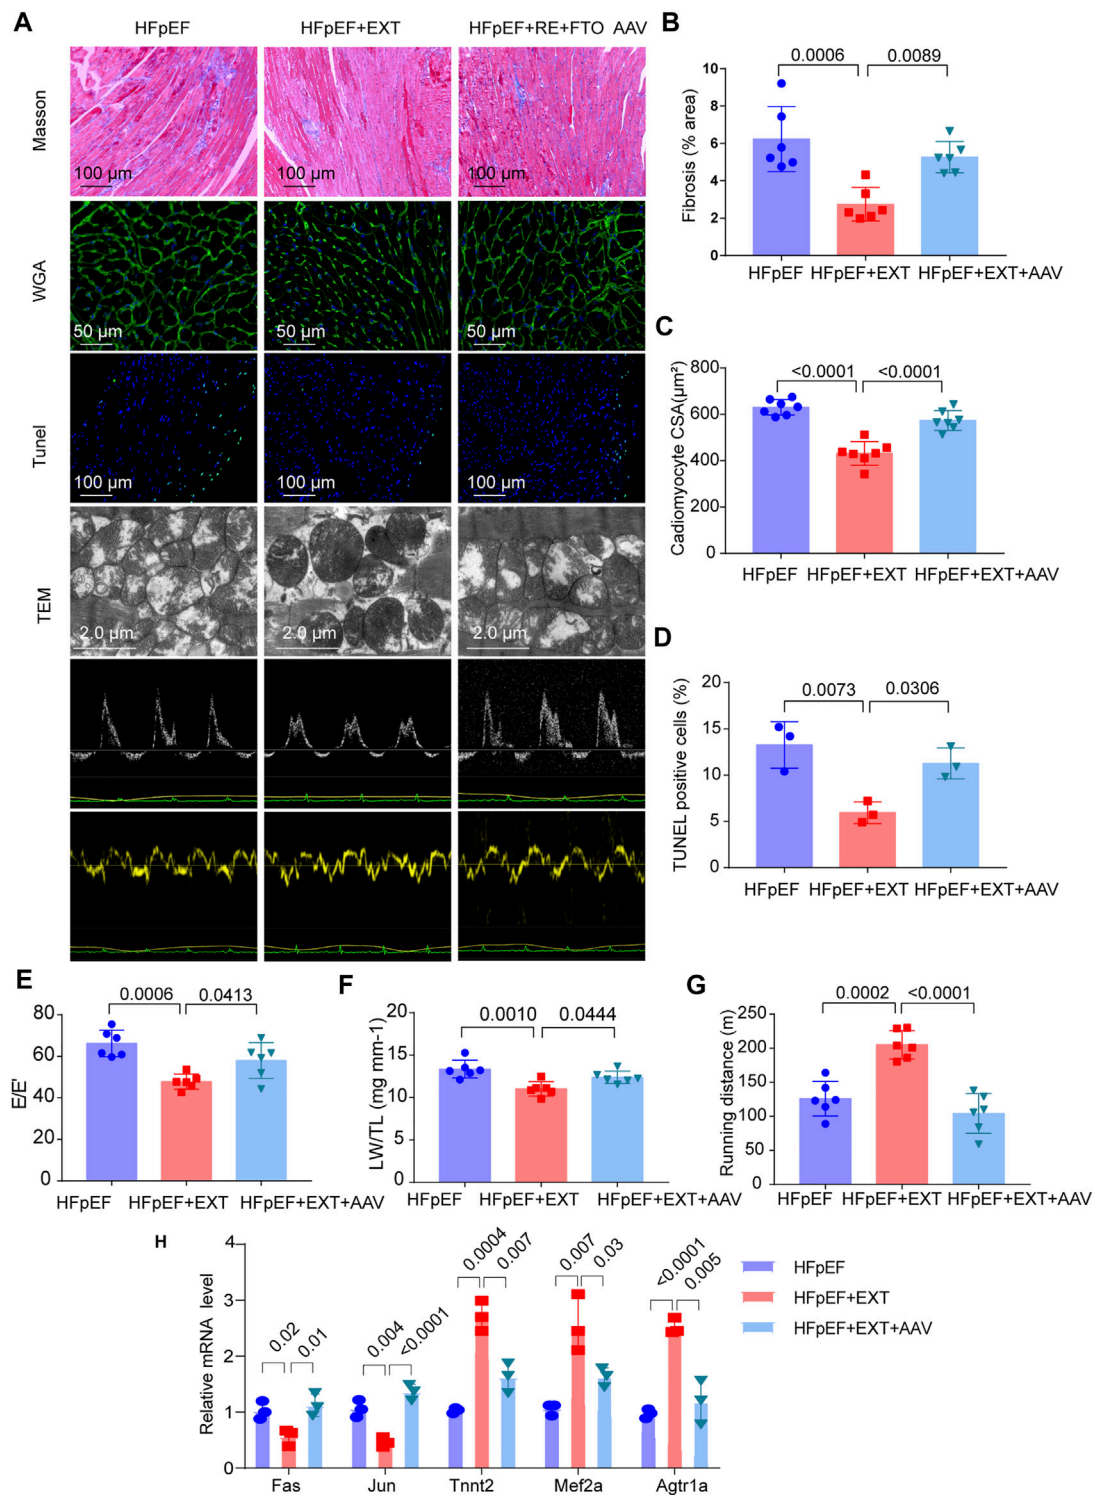 A
HFpEF
HFpEF+EXT
HFpEF+RE+FTO AAV
Masson
100 µm
100 µm
100 µm
WGA
50 µm
50 µm
50 µm
Tunel
100 µm
100 µm
100 µm
TEM
2.0 µm
2.0 µm
2.0 µm
B
0.0006
0.0089
Fibrosis (% area)
10
8
6
4
2
0
HFpEF
HFpEF+EXT
HFpEF+EXT+AAV
C
<0.0001
<0.0001
Cadiomyocyte CSA(µm²)
800
600
400
200
0
HFpEF
HFpEF+EXT
HFpEF+EXT+AAV
D
0.0073
0.0306
TUNEL positive cells (%)
20
15
10
5
0
HFpEF
HFpEF+EXT
HFpEF+EXT+AAV
E
0.0006
0.0413
E/E'
80
60
40
20
0
HFpEF
HFpEF+EXT
HFpEF+EXT+AAV
F
0.0010
0.0444
LW/TL (mg mm-1)
20
15
10
5
0
HFpEF
HFpEF+EXT
HFpEF+EXT+AAV
G
0.0002
<0.0001
Running distance (m)
250
200
150
100
50
0
HFpEF
HFpEF+EXT
HFpEF+EXT+AAV
H
Relative mRNA level
4
3
2
1
0
0.02
0.01
0.004
<0.0001
0.0004
0.007
0.007
0.03
<0.0001
0.005
Fas
Jun
Tnnt2
Mef2a
Agtr1a
HFpEF
HFpEF+EXT
HFpEF+EXT+AAV